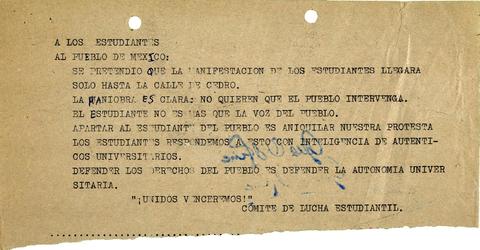 A LOS ESTUDIANTES
AL PUEBLO DE MEXICO:
SE PRETENDIO QUE LA MANIFESTACION DE LOS ESTUDIANTES LLEGARA
SOLO HASTA LA CALLE DE CEDRO.
LA MANIOBRA ES CLARA: NO QUIEREN QUE EL PUEBLO INTERVENGA.
EL ESTUDIANTE NO ES MAS QUE LA VOZ DEL PUEBLO.
APARTAR AL ESTUDIANTE DEL PUEBLO ES ANIQUILAR NUESTRA PROTESTA
LOS ESTUDIANTES RESPONDEMOS A ESTO CON INTELIGENCIA DE AUTENTI-
COS UNIVERSITARIOS.
DEFENDER LOS DERECHOS DEL PUEBLO ES DEFENDER LA AUTONOMIA UNIVER
SITARIA.
"¡UNIDOS VENCEREMOS!"
COMITE DE LUCHA ESTUDIANTIL.